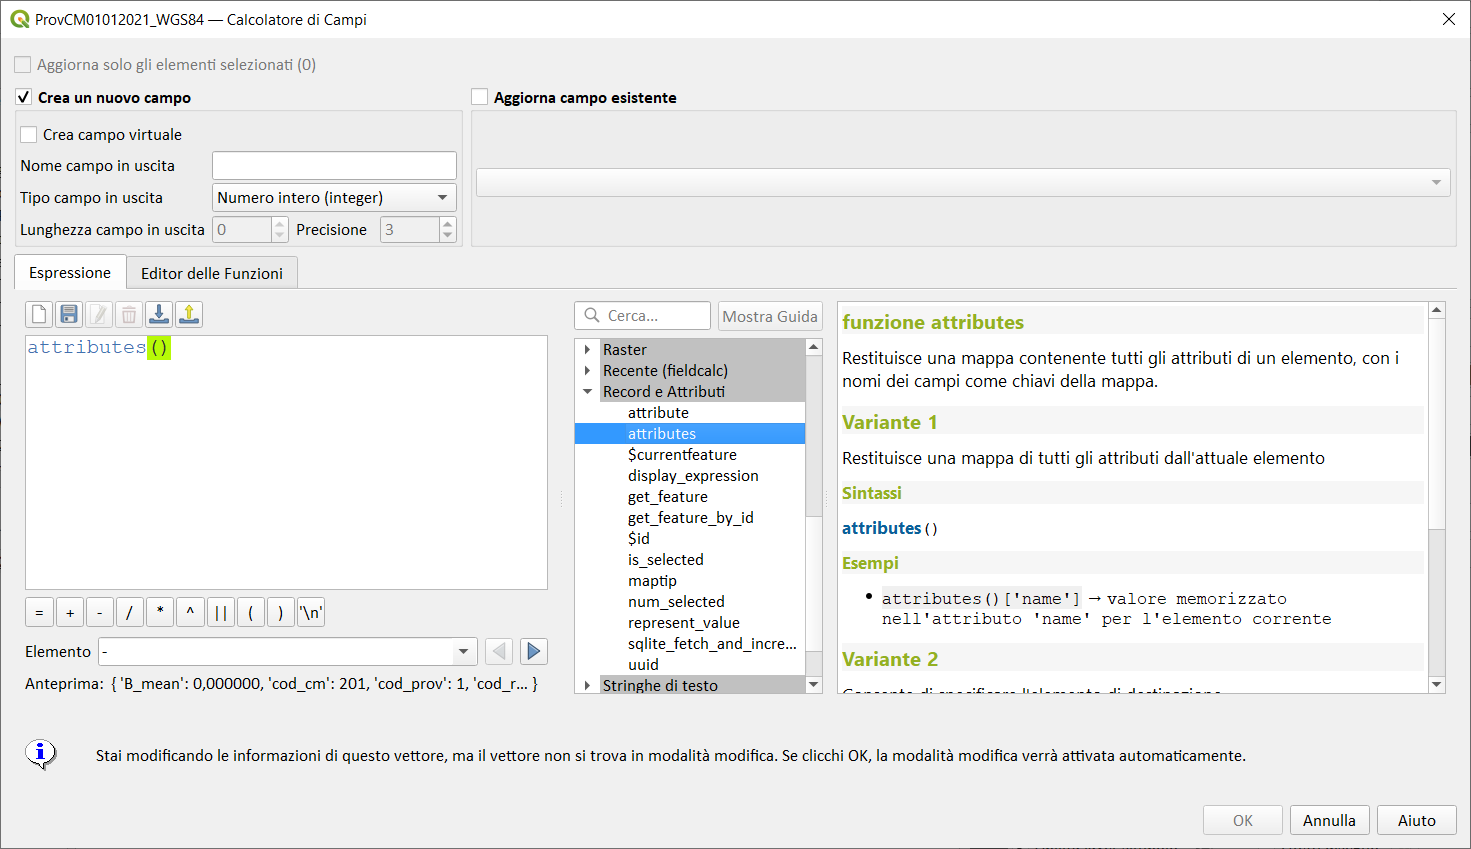 ProvCM01012021_WGS84 — Calcolatore di Campi
Aggiorna solo gli elementi selezionati (0)
Crea un nuovo campo
Aggiorna campo esistente
Crea campo virtuale
Nome campo in uscita
Tipo campo in uscita
Numero intero (integer)
Lunghezza campo in uscita
0
Precisione
3
Espressione
Editor delle Funzioni
attributes()
= + - / * ^ || ( ) '\n'
Elemento
-
Anteprima: { 'B_mean': 0,000000, 'cod_cm': 201, 'cod_prov': 1, 'cod_r... }
Cerca...
Mostra Guida
Raster
Recente (fieldcalc)
Record e Attributi
attribute
attributes
$currentfeature
display_expression
get_feature
get_feature_by_id
$id
is_selected
maptip
num_selected
represent_value
sqlite_fetch_and_incre...
uuid
Stringhe di testo
funzione attributes
Restituisce una mappa contenente tutti gli attributi di un elemento, con i
nomi dei campi come chiavi della mappa.
Variante 1
Restituisce una mappa di tutti gli attributi dall'attuale elemento
Sintassi
attributes()
Esempi
• attributes()['name'] → valore memorizzato
nell'attributo 'name' per l'elemento corrente
Variante 2
Stai modificando le informazioni di questo vettore, ma il vettore non si trova in modalità modifica. Se clicchi OK, la modalità modifica verrà attivata automaticamente.
OK
Annulla
Aiuto